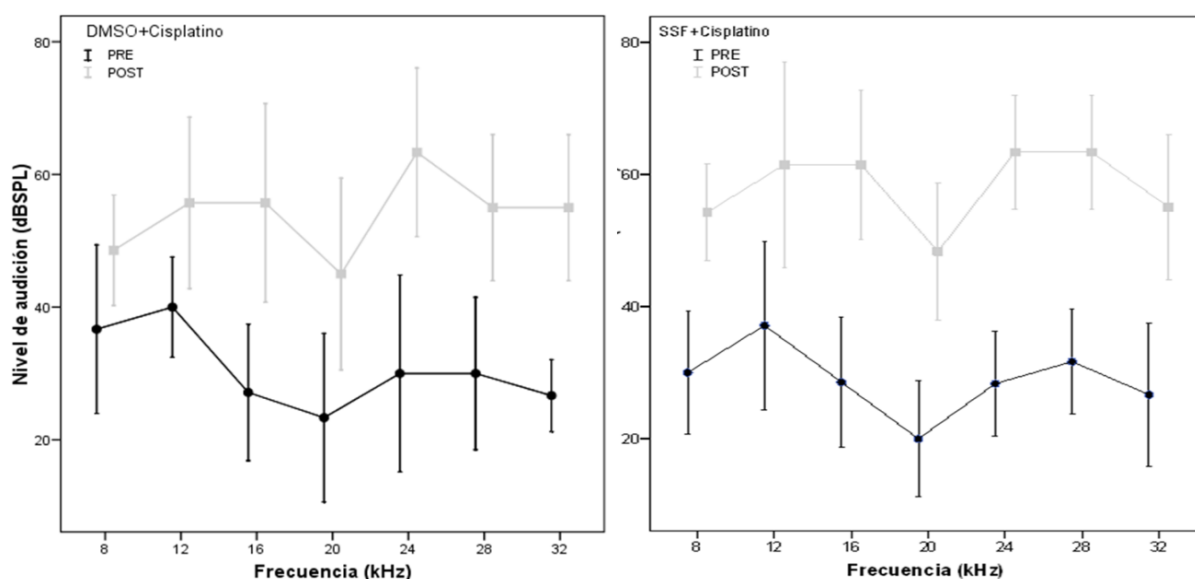 DMSO+Cisplatino
PRE
POST
80
60
40
20
Nivel de audición (dBSPL)
8 12 16 20 24 28 32
Frecuencia (kHz)
SSF+Cisplatino
PRE
POST
80
60
40
20
8 12 16 20 24 28 32
Frecuencia (kHz)